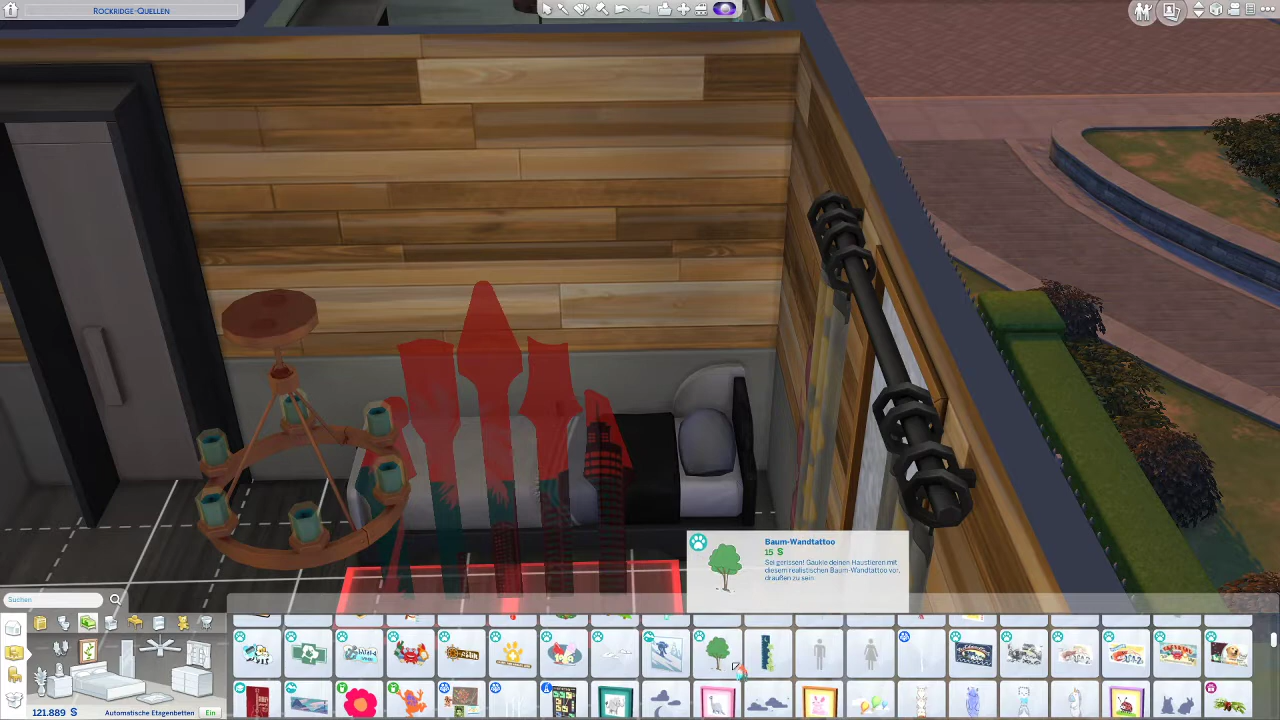 Rockridge-Quellen
Baum-Wandtattoo
15 $
Sei gerissen! Gaukle deinen Haustieren mit
diesem realistischen Baum-Wandtattoo vor,
draußen zu sein.
Suchen
121.889 $
Automatische Etagenbetten
Ein